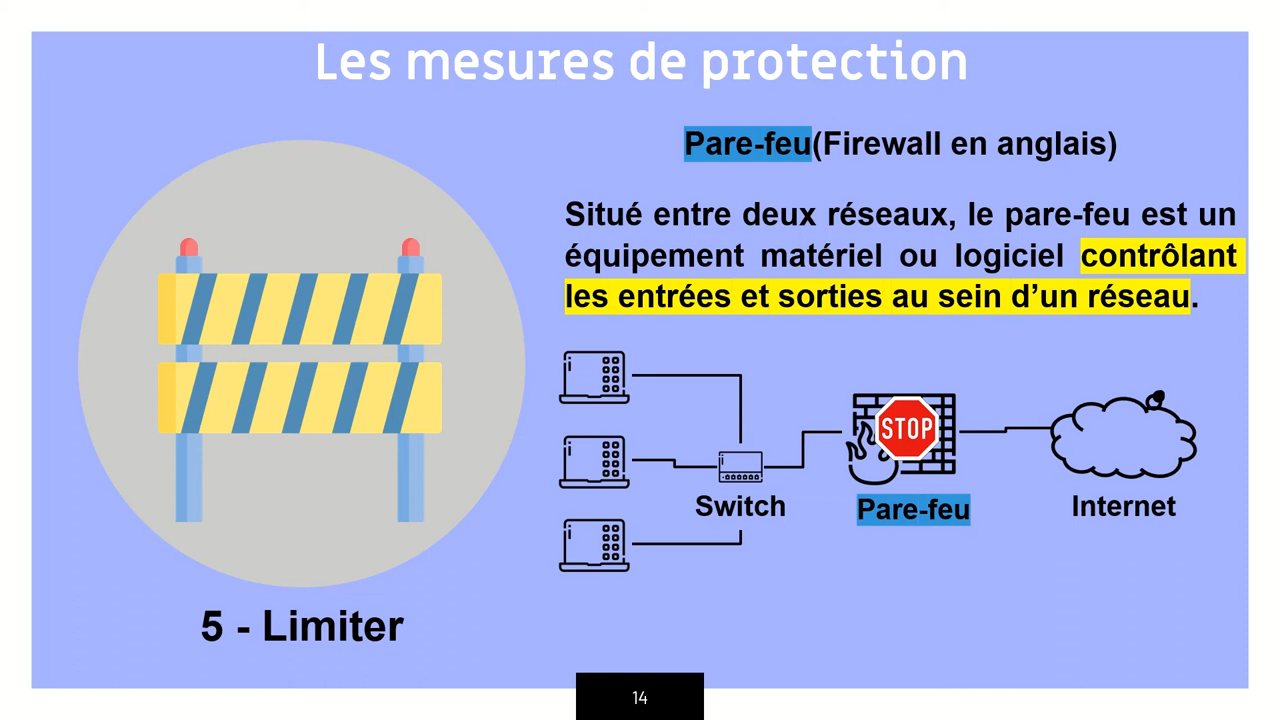 Les mesures de protection
Pare-feu(Firewall en anglais)
Situé entre deux réseaux, le pare-feu est un
équipement matériel ou logiciel contrôlant
les entrées et sorties au sein d’un réseau.
STOP
Switch
Pare-feu
Internet
5 - Limiter
14